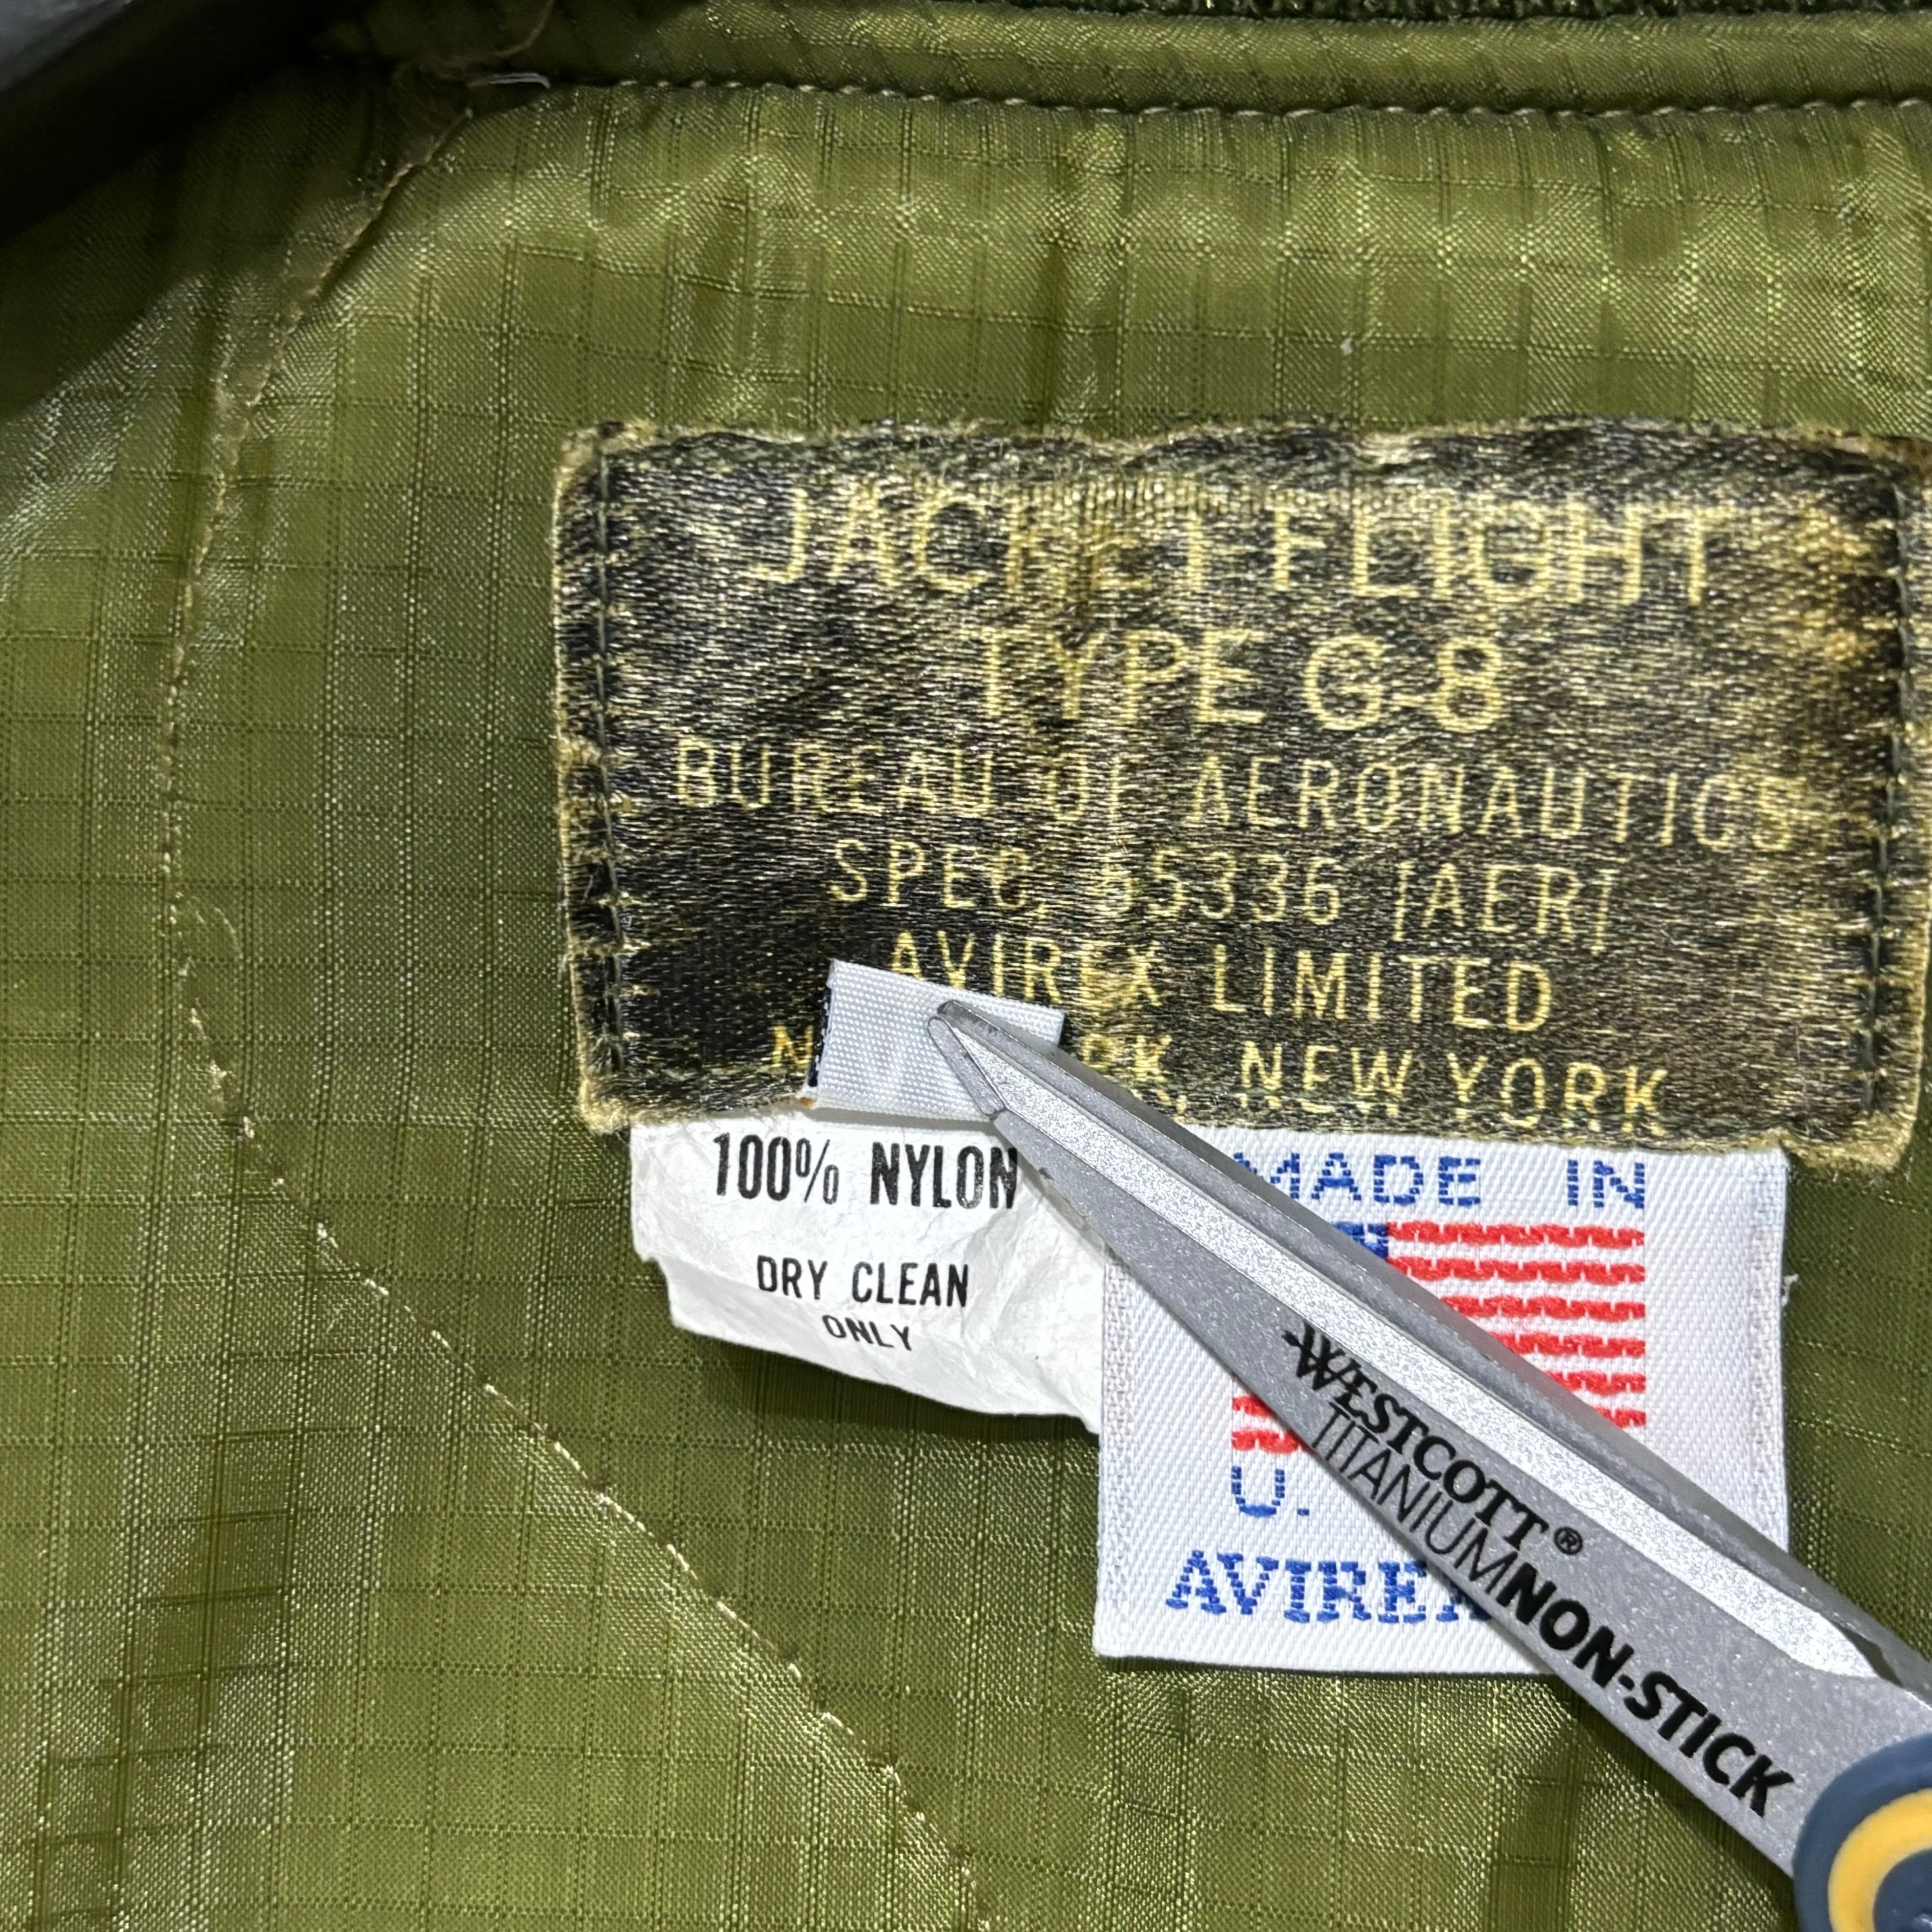 JACKET FLIGHT
TYPE G-8
BUREAU OF AERONAUTICS
SPEC, 55336 [AER]
AVIREX LIMITED
NEW YORK
100% NYLON
DRY CLEAN
ONLY
MADE IN
U.
AVIREX
WESTCOTT®
TITANIUM NON-STICK